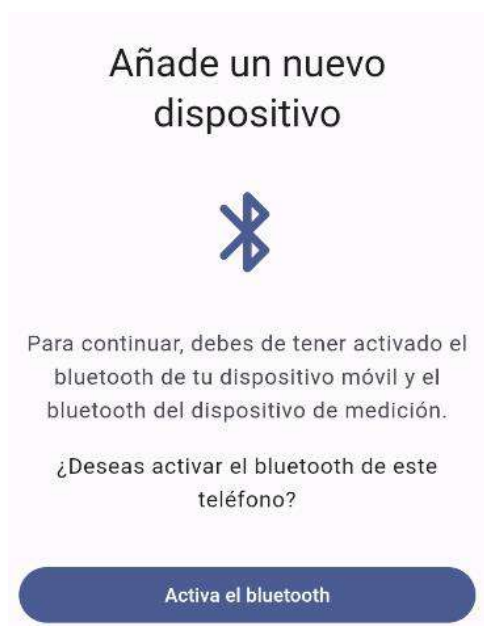 Añade un nuevo
dispositivo
Para continuar, debes de tener activado el
bluetooth de tu dispositivo móvil y el
bluetooth del dispositivo de medición.
¿Deseas activar el bluetooth de este
teléfono?
Activa el bluetooth